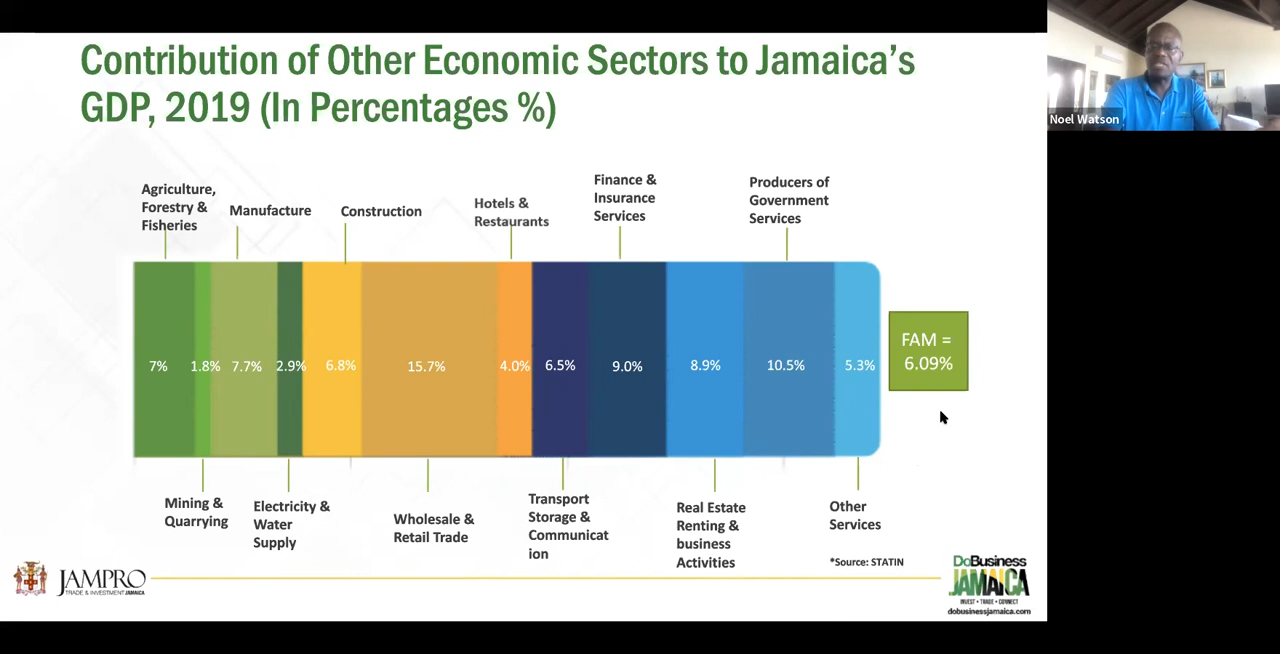 Contribution of Other Economic Sectors to Jamaica's
GDP, 2019 (In Percentages %)
Noel Watson
Agriculture,
Forestry &
Fisheries
Manufacture
Construction
Hotels &
Restaurants
Finance &
Insurance
Services
Producers of
Government
Services
7%
1.8%
7.7%
2.9%
6.8%
15.7%
4.0%
6.5%
9.0%
8.9%
10.5%
5.3%
FAM =
6.09%
Mining &
Quarrying
Electricity &
Water
Supply
Wholesale &
Retail Trade
Transport
Storage &
Communicat
ion
Real Estate
Renting &
business
Activities
Other
Services
*Source: STATIN
JAMPRO
TRADE & INVESTMENT JAMAICA
DoBusiness
JAMAICA
INVEST • TRADE • CONNECT
dobusinessjamaica.com